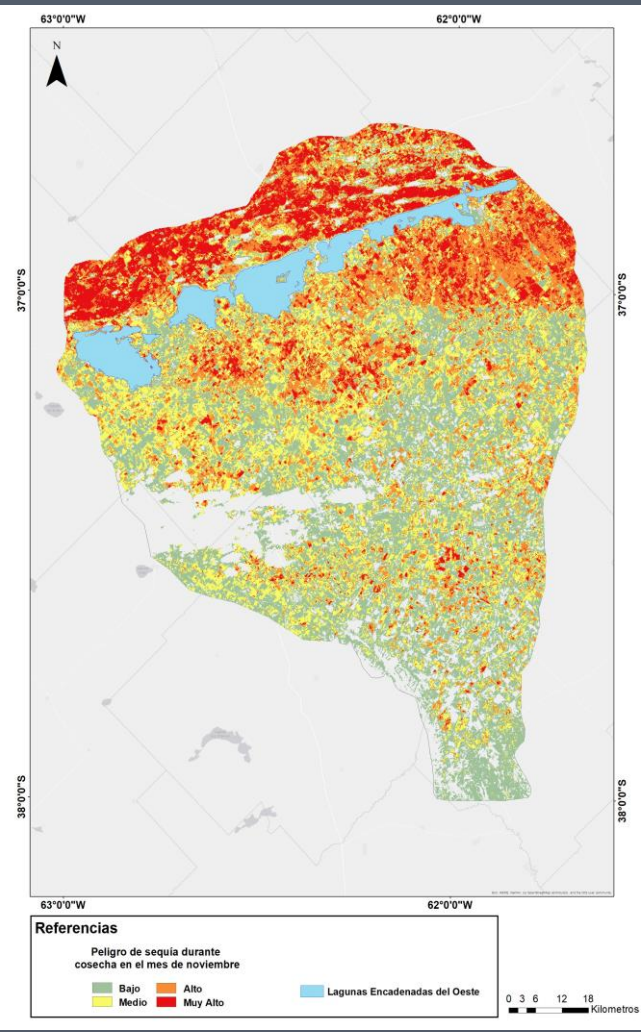 63°0'0"W 62°0'0"W
N
37°0'0"S 37°0'0"S
38°0'0"S 38°0'0"S
63°0'0"W 62°0'0"W
Referencias
Peligro de sequía durante
cosecha en el mes de noviembre
Bajo Alto Lagunas Encadenadas del Oeste
Medio Muy Alto
0 3 6 12 18
Kilometros